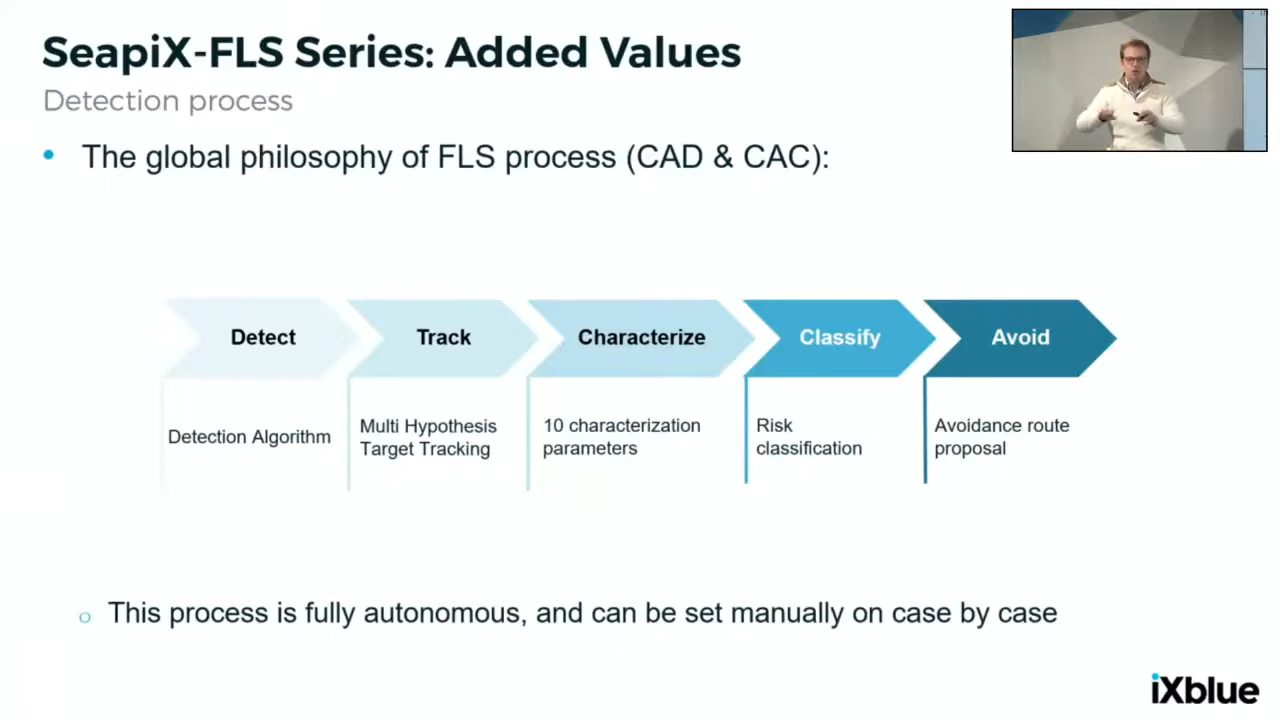 SeapiX-FLS Series: Added Values
Detection process
• The global philosophy of FLS process (CAD & CAC):
Detect
Track
Characterize
Classify
Avoid
Detection Algorithm
Multi Hypothesis
Target Tracking
10 characterization
parameters
Risk
classification
Avoidance route
proposal
o This process is fully autonomous, and can be set manually on case by case
iXblue